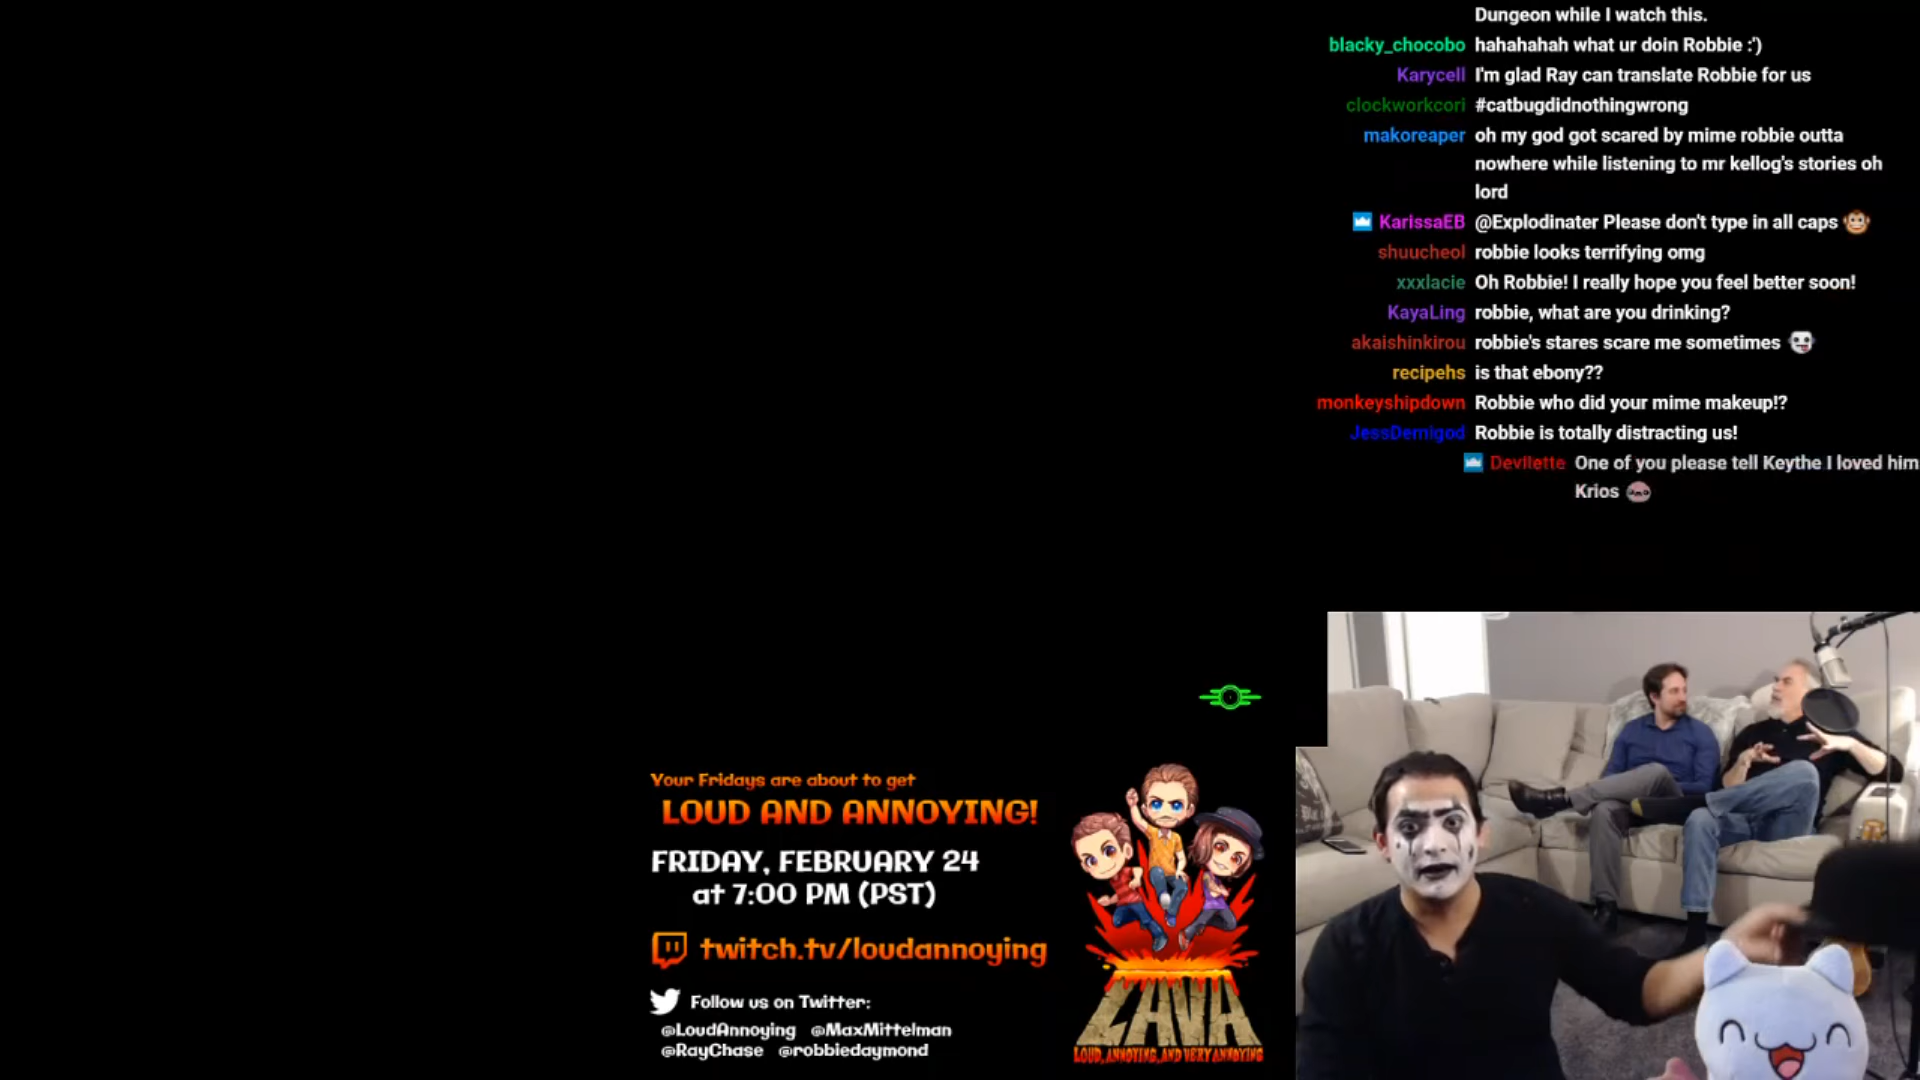 Dungeon while I watch this.
blacky_chocobo hahahahah what ur doin Robbie :')
Karycell I'm glad Ray can translate Robbie for us
clockworkcori #catbugdidnothingwrong
makoreaper oh my god got scared by mime robbie outta
nowhere while listening to mr kellog's stories oh
lord
KarissaEB @Explodinater Please don't type in all caps
shuucheol robbie looks terrifying omg
xxxlacie Oh Robbie! I really hope you feel better soon!
KayaLing robbie, what are you drinking?
akaishinkirou robbie's stares scare me sometimes
recipehs is that ebony??
monkeyshipdown Robbie who did your mime makeup!?
JessDemigod Robbie is totally distracting us!
Devilette One of you please tell Keythe I loved him
Krios
Your Fridays are about to get
LOUD AND ANNOYING!
FRIDAY, FEBRUARY 24
at 7:00 PM (PST)
twitch.tv/loudannoying
Follow us on Twitter:
@LoudAnnoying @MaxMittelman
@RayChase @robbiedaymond
LAVA
LOUD, ANNOYING, AND VERY ANNOYING